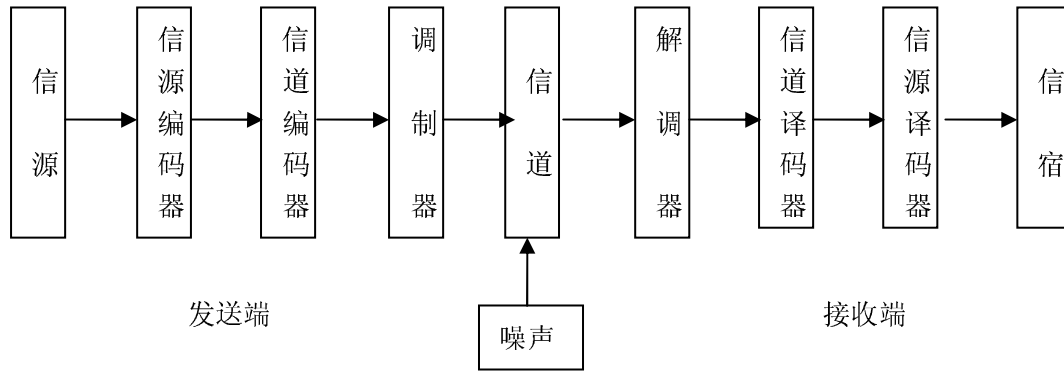 信源
信源编码器
信道编码器
调制器
信道
解调器
信道译码器
信源译码器
信宿
发送端
噪声
接收端